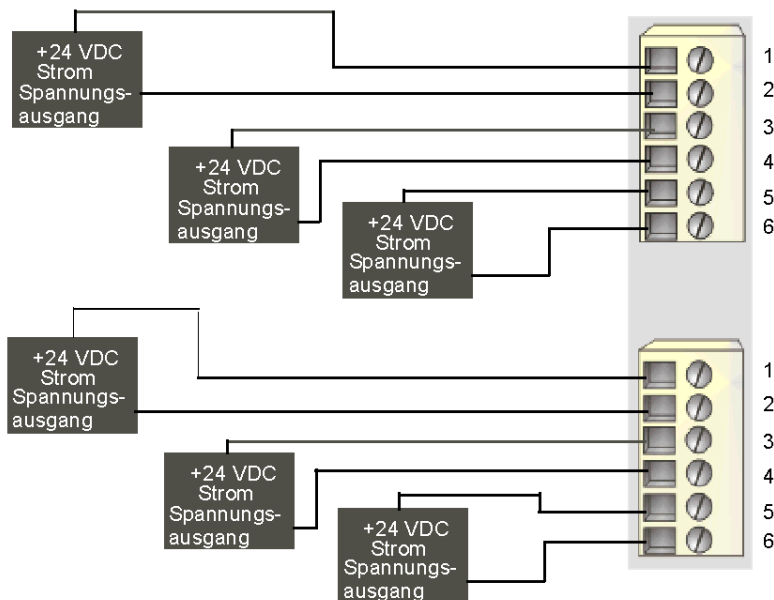 +24 VDC
Strom
Spannungs-
ausgang
+24 VDC
Strom
Spannungs-
ausgang
+24 VDC
Strom
Spannungs-
ausgang
1
2
3
4
5
6
+24 VDC
Strom
Spannungs-
ausgang
+24 VDC
Strom
Spannungs-
ausgang
+24 VDC
Strom
Spannungs-
ausgang
1
2
3
4
5
6